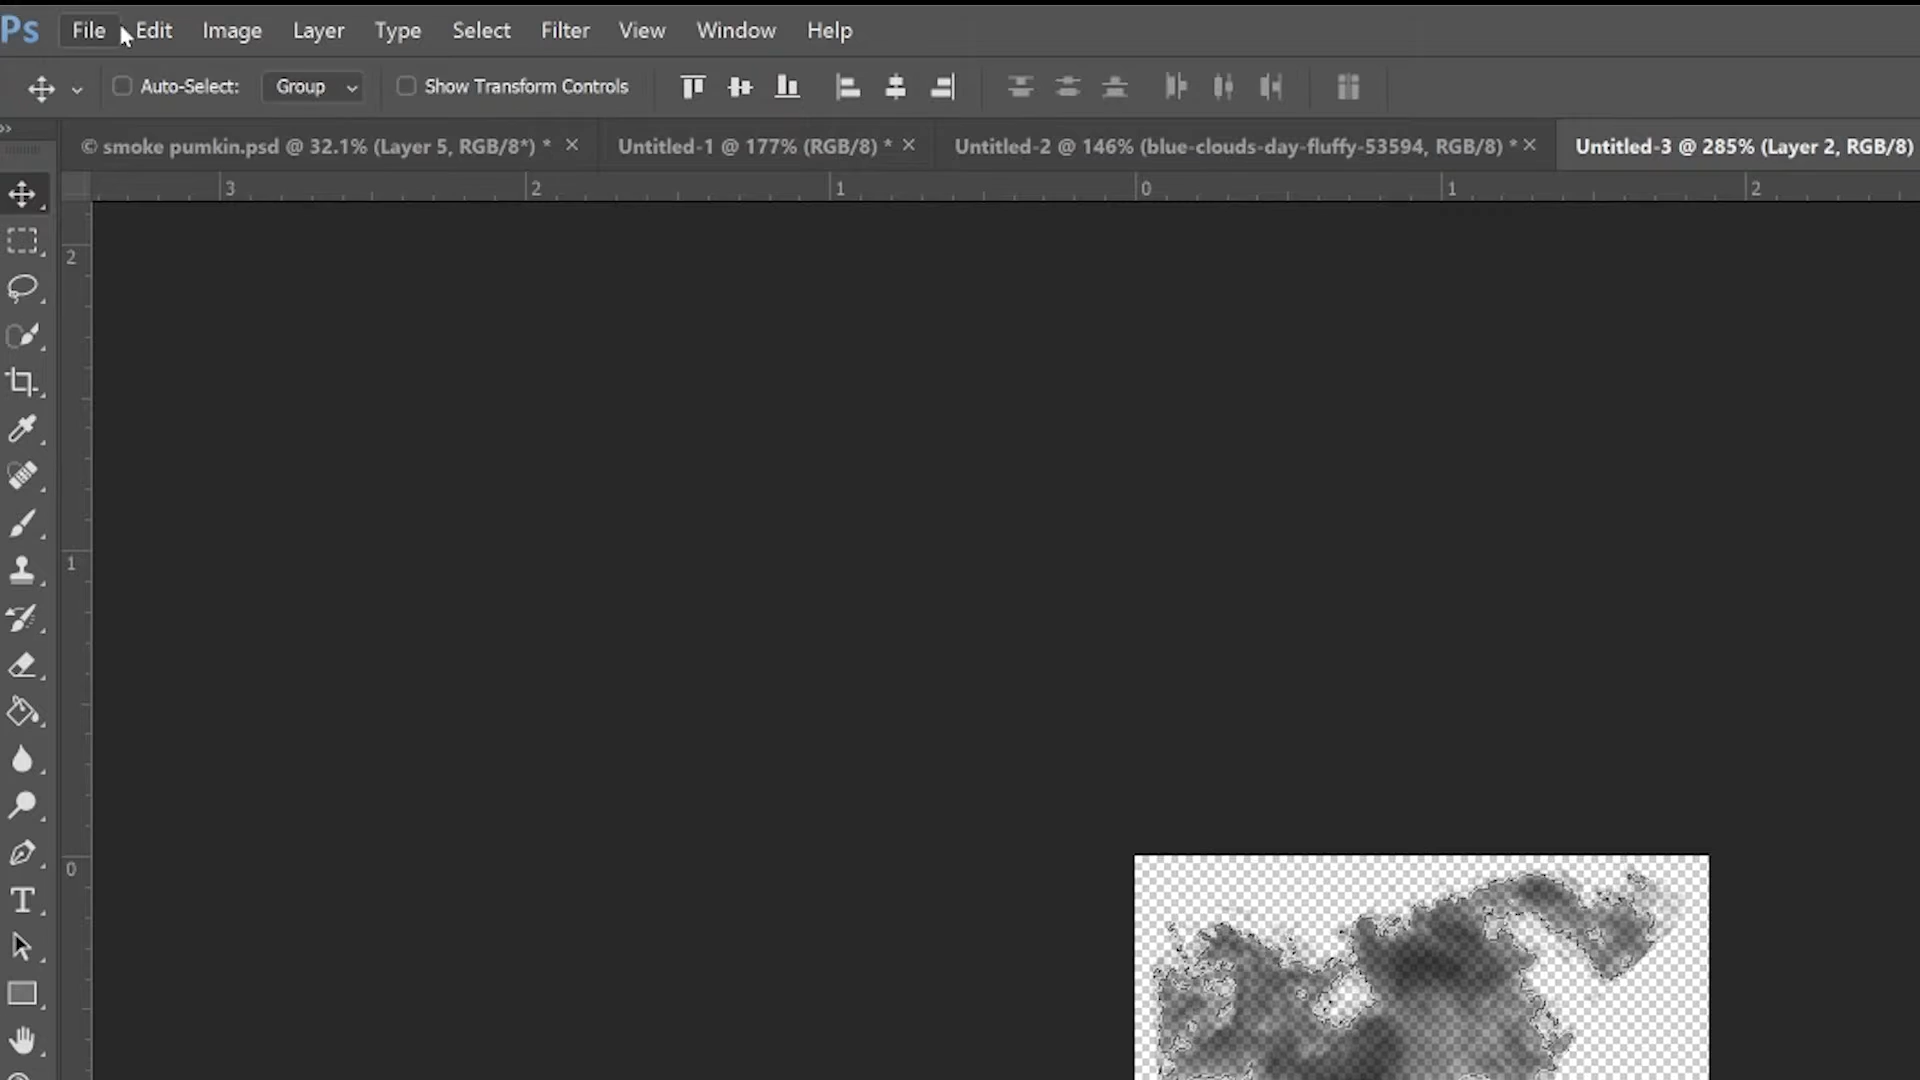 Ps File Edit Image Layer Type Select Filter View Window Help
Auto-Select: Group Show Transform Controls
© smoke pumkin.psd @ 32.1% (Layer 5, RGB/8*) * × Untitled-1 @ 177% (RGB/8) * × Untitled-2 @ 146% (blue-clouds-day-fluffy-53594, RGB/8) * × Untitled-3 @ 285% (Layer 2, RGB/8)
3 2 1 0 1 2
2
1
0